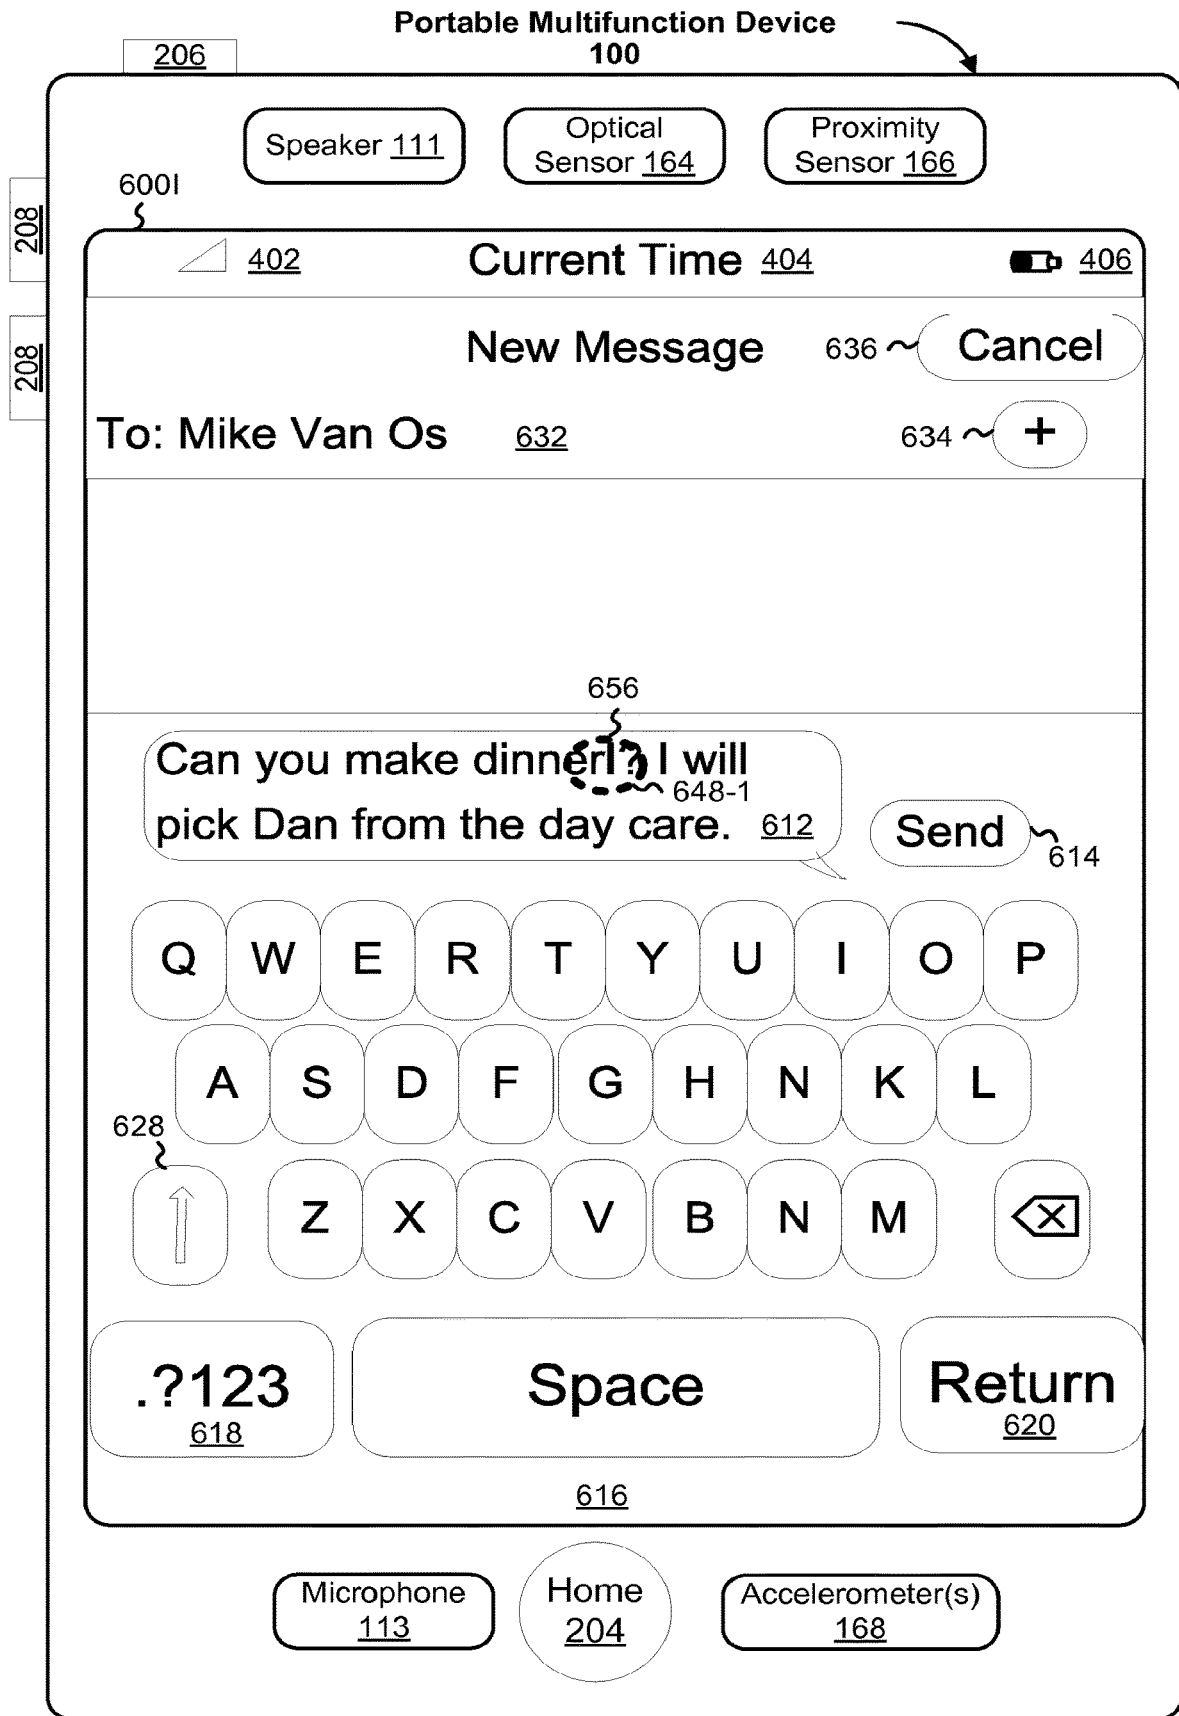 Portable Multifunction Device
100
206
Speaker 111
Optical
Sensor 164
Proximity
Sensor 166
208
600I
402
Current Time 404
406
208
New Message
636
Cancel
To: Mike Van Os 632
634
+
656
Can you make dinner? I will
648-1
pick Dan from the day care. 612
Send
614
Q W E R T Y U I O P
A S D F G H N K L
628
Z X C V B N M
.?123
618
Space
Return
620
616
Microphone
113
Home
204
Accelerometer(s)
168